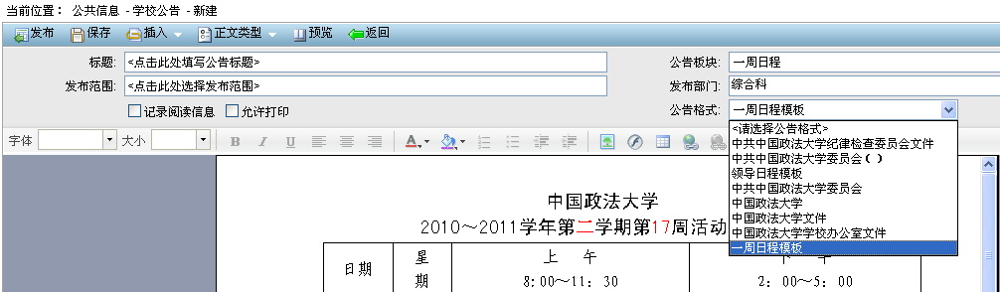 当前位置： 公共信息 - 学校公告 - 新建
发布 保存 插入 正文类型 预览 返回
标题: <点击此处填写公告标题> 公告板块: 一周日程
发布范围: <点击此处选择发布范围> 发布部门: 综合科
记录阅读信息 允许打印 公告格式: 一周日程模板
<请选择公告格式>
中共中国政法大学纪律检查委员会文件
中共中国政法大学委员会（ ）
领导日程模板
中共中国政法大学委员会
中国政法大学
中国政法大学文件
中国政法大学学校办公室文件
一周日程模板
字体 大小 B I U
中国政法大学
2010～2011学年第二学期第17周活动
日期 星期 上 午 8:00～11：30
2：00～5：00